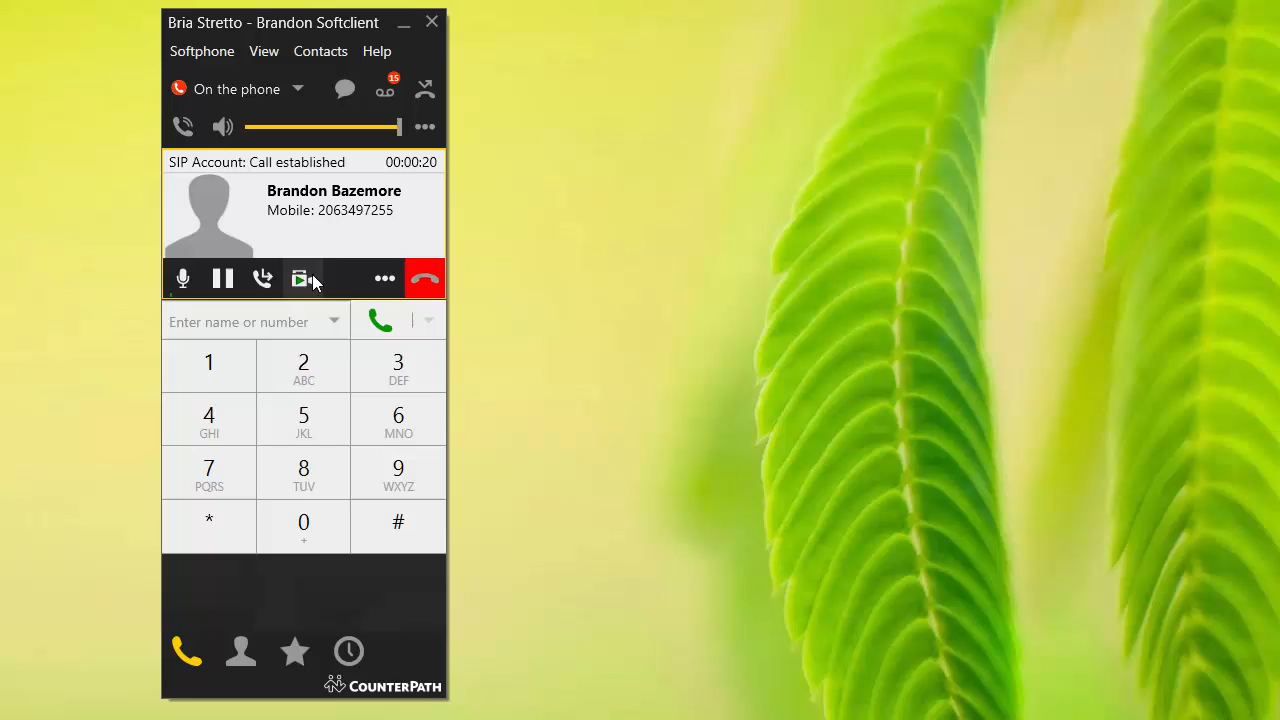 Bria Stretto - Brandon Softclient
Softphone View Contacts Help
15
On the phone
SIP Account: Call established 00:00:20
Brandon Bazemore
Mobile: 2063497255
Enter name or number
1 2 3
ABC DEF
4 5 6
GHI JKL MNO
7 8 9
PQRS TUV WXYZ
* 0 #
+
COUNTERPATH